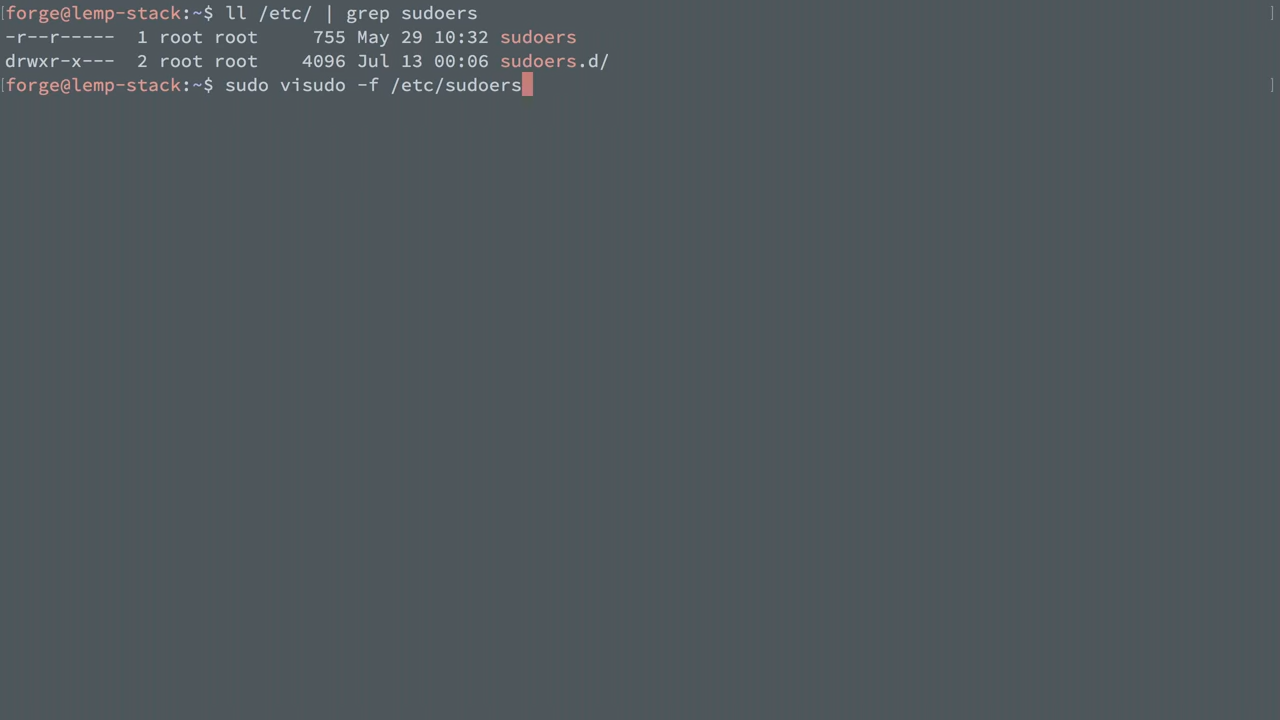 [forge@lemp-stack:~$ ll /etc/ | grep sudoers ]
-r--r----- 1 root root 755 May 29 10:32 sudoers
drwxr-x--- 2 root root 4096 Jul 13 00:06 sudoers.d/
[forge@lemp-stack:~$ sudo visudo -f /etc/sudoers ]